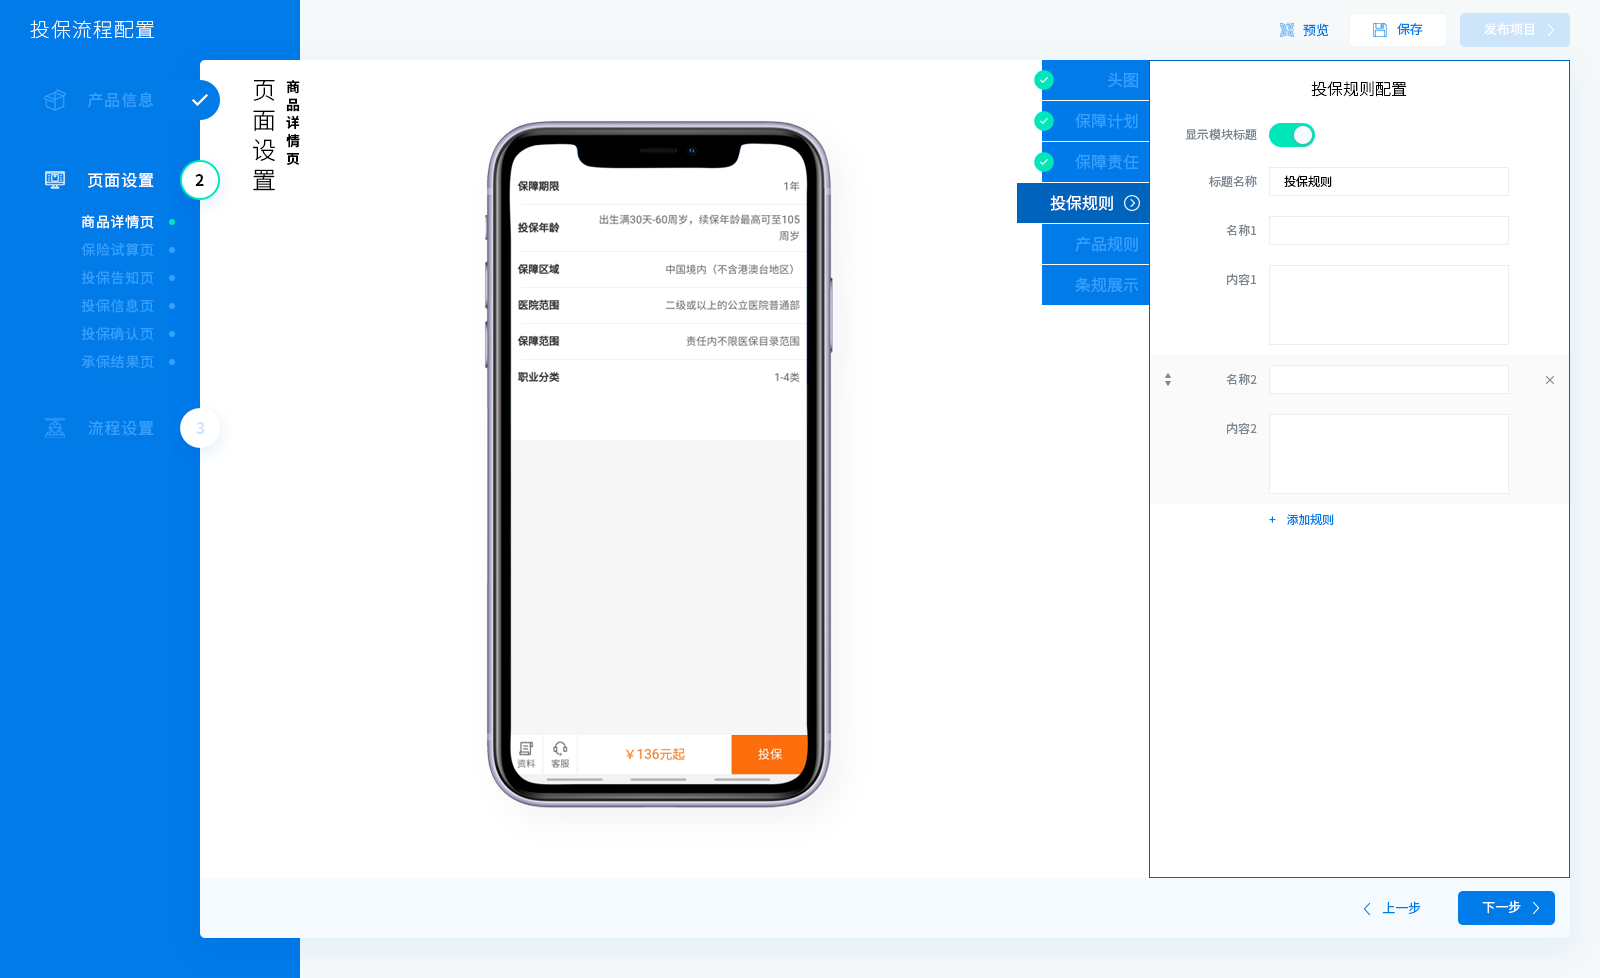 投保流程配置
预览
保存
发布项目
产品信息
页面设置
2
商品详情页
保险试算页
投保告知页
投保信息页
投保确认页
承保结果页
流程设置
3
页面设置
商品详情页
保障期限
1年
投保年龄
出生满30天-60周岁，续保年龄最高可至105
周岁
保障区域
中国境内（不含港澳台地区）
医院范围
二级或以上的公立医院普通部
保障范围
责任内不限医保目录范围
职业分类
1-4类
资料
客服
￥136元起
投保
头图
保障计划
保障责任
投保规则
产品规则
条规展示
投保规则配置
显示模块标题
标题名称
投保规则
名称1
内容1
名称2
内容2
+ 添加规则
上一步
下一步